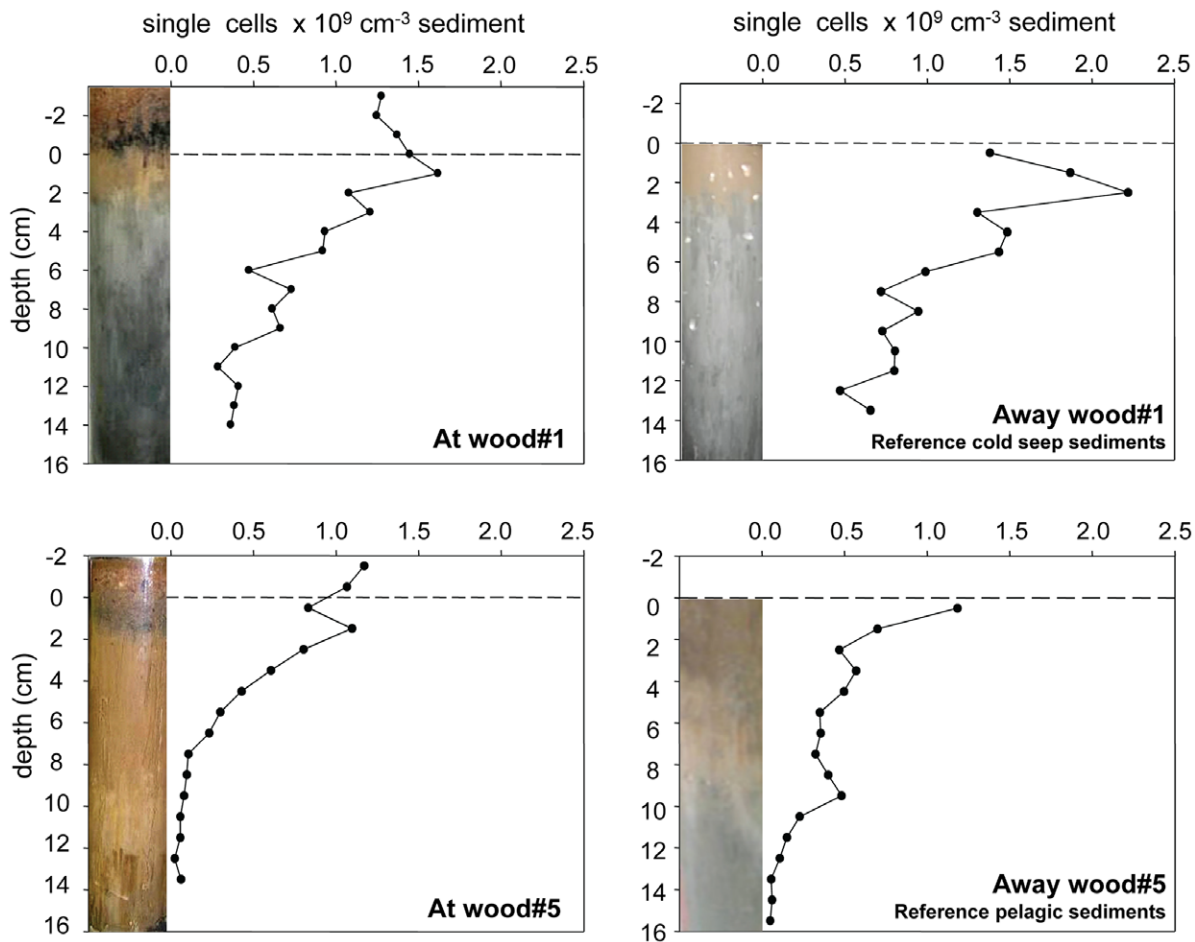 single cells x 10⁹ cm⁻³ sediment
0.0 0.5 1.0 1.5 2.0 2.5
-2
0
2
4
6
8
10
12
14
16
depth (cm)
At wood#1
single cells x 10⁹ cm⁻³ sediment
0.0 0.5 1.0 1.5 2.0 2.5
-2
0
2
4
6
8
10
12
14
16
Away wood#1
Reference cold seep sediments
0.0 0.5 1.0 1.5 2.0 2.5
-2
0
2
4
6
8
10
12
14
16
depth (cm)
At wood#5
0.0 0.5 1.0 1.5 2.0 2.5
-2
0
2
4
6
8
10
12
14
16
Away wood#5
Reference pelagic sediments